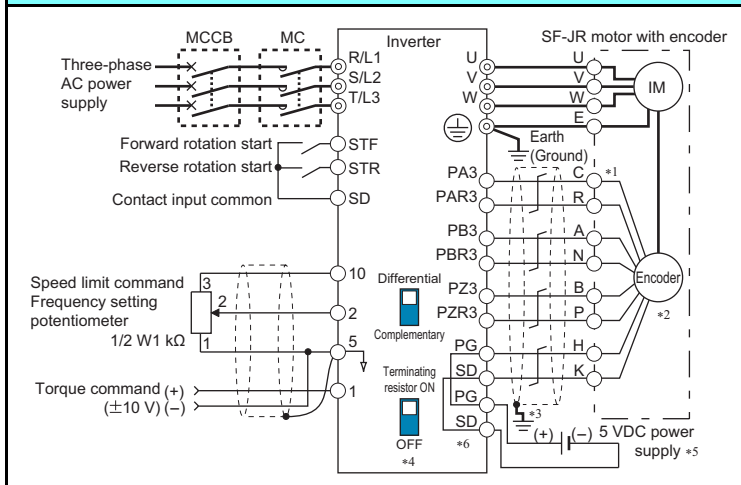 MCCB MC Inverter SF-JR motor with encoder
Three-phase
AC power
supply
R/L1
S/L2
T/L3
U
V
W
U
V
W
E
IM
Earth
(Ground)
Forward rotation start
Reverse rotation start
Contact input common
STF
STR
SD
PA3
PAR3
PB3
PBR3
PZ3
PZR3
PG
SD
PG
SD
C
R
A
N
B
P
H
K
*1
Encoder
*2
Speed limit command
Frequency setting
potentiometer
1/2 W1 kΩ
3
2
1
10
2
5
1
Torque command (+)
(±10 V) (−)
Differential
Complementary
Terminating
resistor ON
OFF
*4
*6
*3
(+) (−)
5 VDC power
supply *5